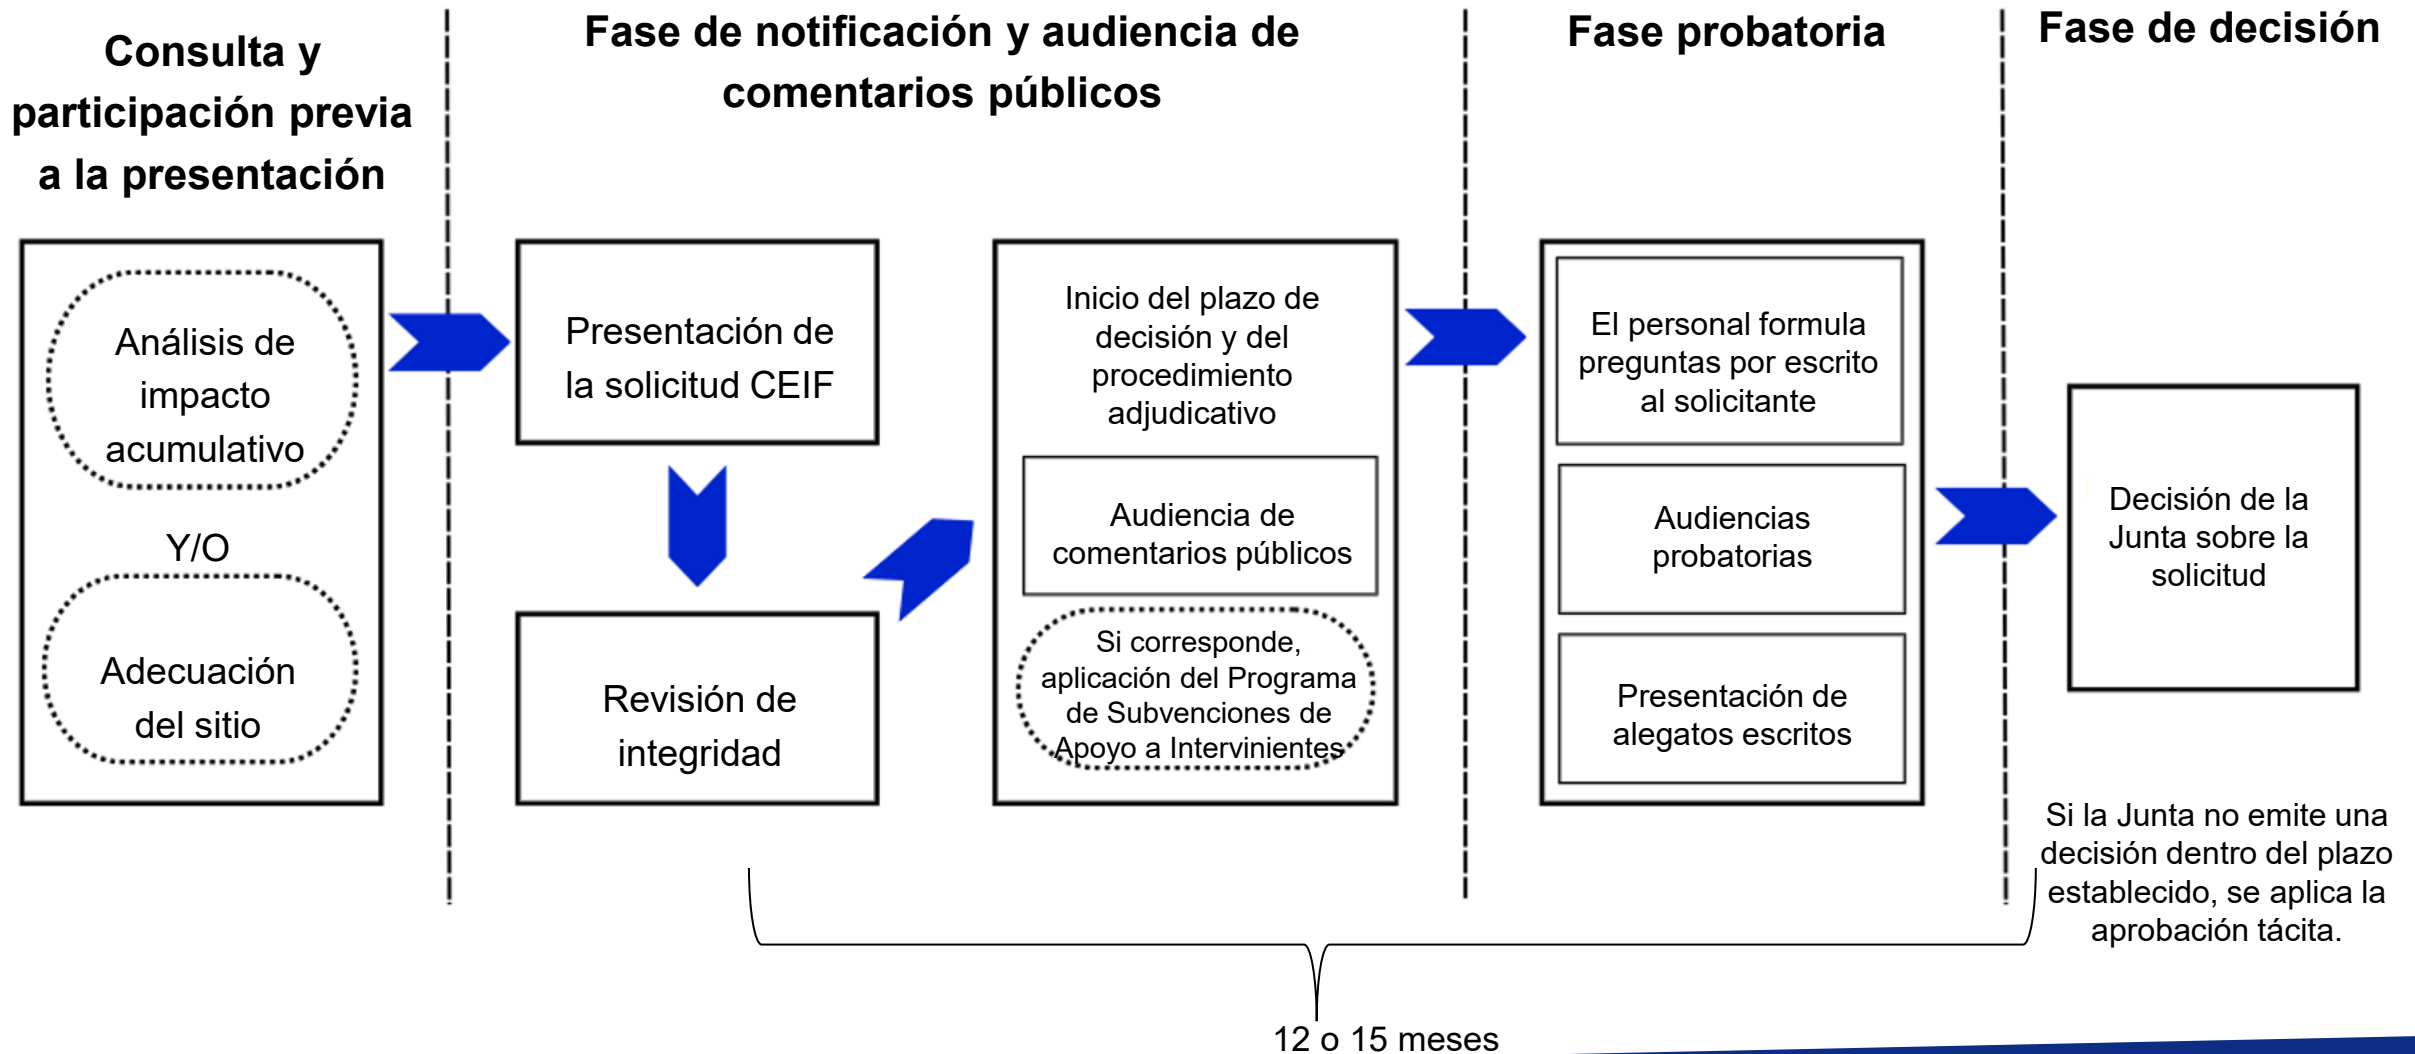 Consulta y
participación previa
a la presentación
Fase de notificación y audiencia de
comentarios públicos
Fase probatoria
Fase de decisión
Análisis de
impacto
acumulativo
Y/O
Adecuación
del sitio
Presentación de
la solicitud CEIF
Revisión de
integridad
Inicio del plazo de
decisión y del
procedimiento
adjudicativo
Audiencia de
comentarios públicos
Si corresponde,
aplicación del Programa
de Subvenciones de
Apoyo a Intervinientes
El personal formula
preguntas por escrito
al solicitante
Audiencias
probatorias
Presentación de
alegatos escritos
Decisión de la
Junta sobre la
solicitud
Si la Junta no emite una
decisión dentro del plazo
establecido, se aplica la
aprobación tácita.
12 o 15 meses